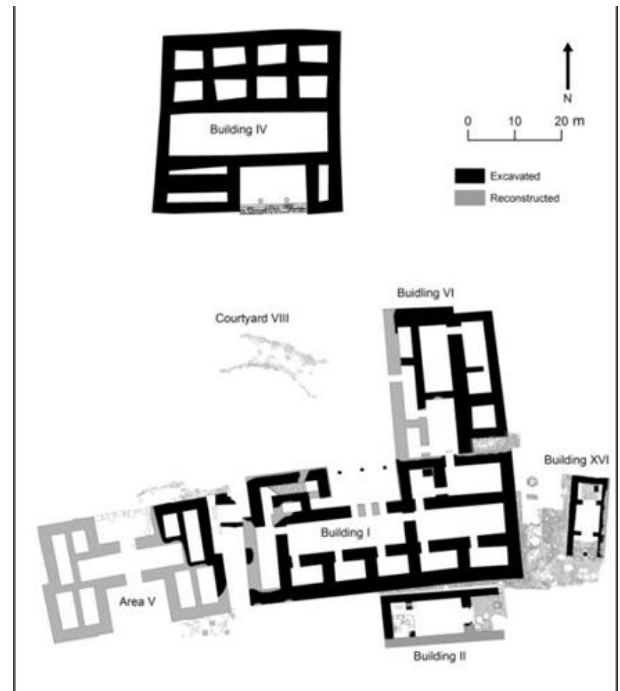 Building IV
N
0 10 20 m
Excavated
Reconstructed
Buidling VI
Courtyard VIII
Building XVI
Building I
Area V
Building II